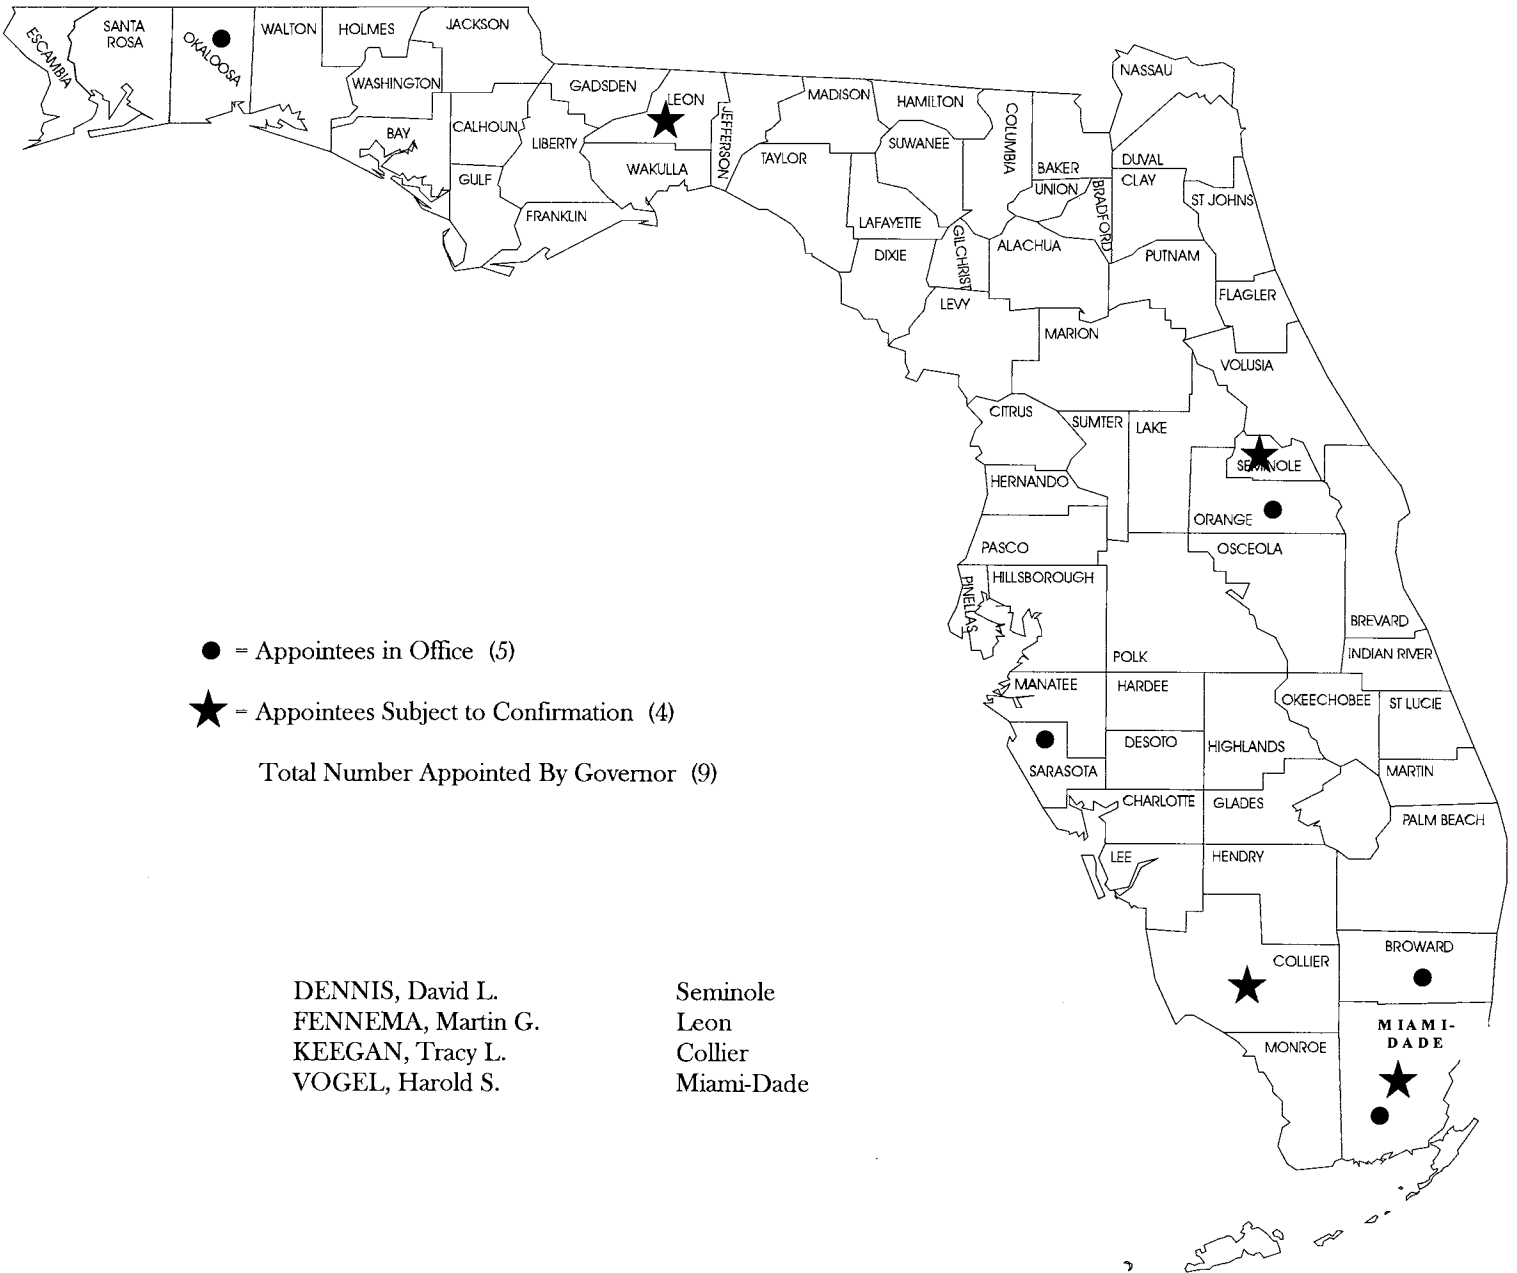 ESCAMBIA
SANTA
ROSA
OKALOOSA
WALTON
HOLMES
JACKSON
WASHINGTON
BAY
CALHOUN
GULF
GADSDEN
LIBERTY
FRANKLIN
LEON
WAKULLA
JEFFERSON
MADISON
TAYLOR
HAMILTON
SUWANEE
LAFAYETTE
DIXIE
COLUMBIA
GILCHRIST
LEVY
BAKER
UNION
BRADFORD
ALACHUA
NASSAU
DUVAL
CLAY
ST JOHNS
PUTNAM
FLAGLER
MARION
VOLUSIA
CITRUS
SUMTER
LAKE
SEMINOLE
HERNANDO
ORANGE
PASCO
OSCEOLA
PINELLAS
HILLSBOROUGH
POLK
BREVARD
INDIAN RIVER
MANATEE
HARDEE
OKEECHOBEE
ST LUCIE
DESOTO
HIGHLANDS
SARASOTA
MARTIN
CHARLOTTE
GLADES
PALM BEACH
LEE
HENDRY
BROWARD
COLLIER
MIAMI-
DADE
MONROE
= Appointees in Office (5)
= Appointees Subject to Confirmation (4)
Total Number Appointed By Governor (9)
DENNIS, David L. Seminole
FENNEMA, Martin G. Leon
KEEGAN, Tracy L. Collier
VOGEL, Harold S. Miami-Dade